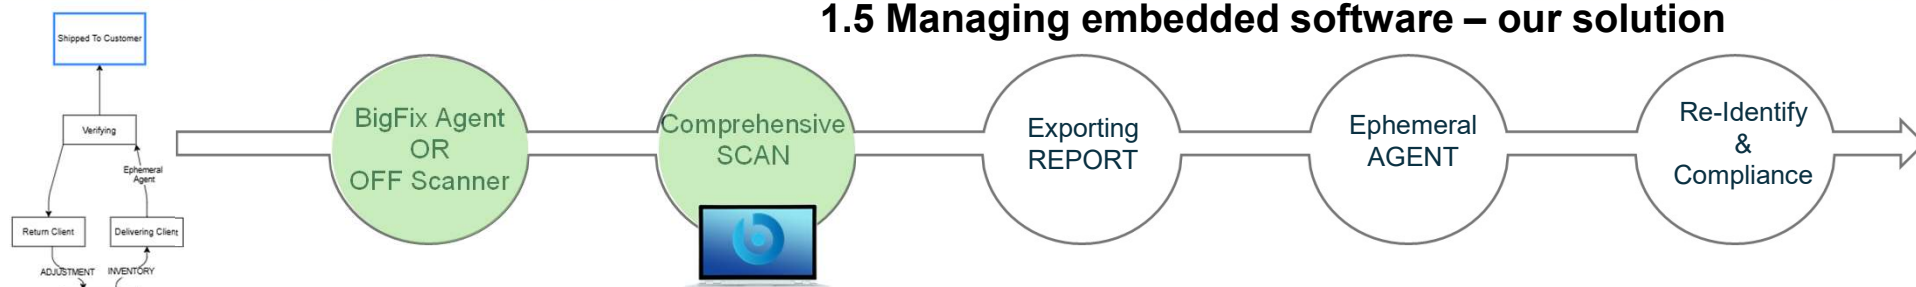 1.5 Managing embedded software – our solution
Shipped To Customer
Verifying
Ephemeral
Agent
Return Client
Delivering Client
ADJUSTMENT
INVENTORY
BigFix Agent
OR
OFF Scanner
Comprehensive
SCAN
Exporting
REPORT
Ephemeral
AGENT
Re-Identify
&
Compliance